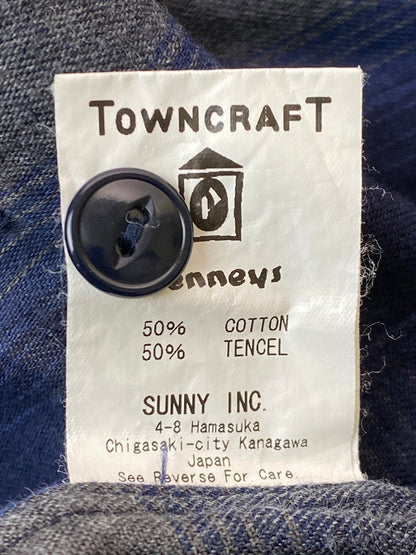 TOWNCRAFT
enneys
50% COTTON
50% TENCEL
SUNNY INC.
4-8 Hamasuka
Chigasaki-city Kanagawa
Japan
See Reverse For Care.